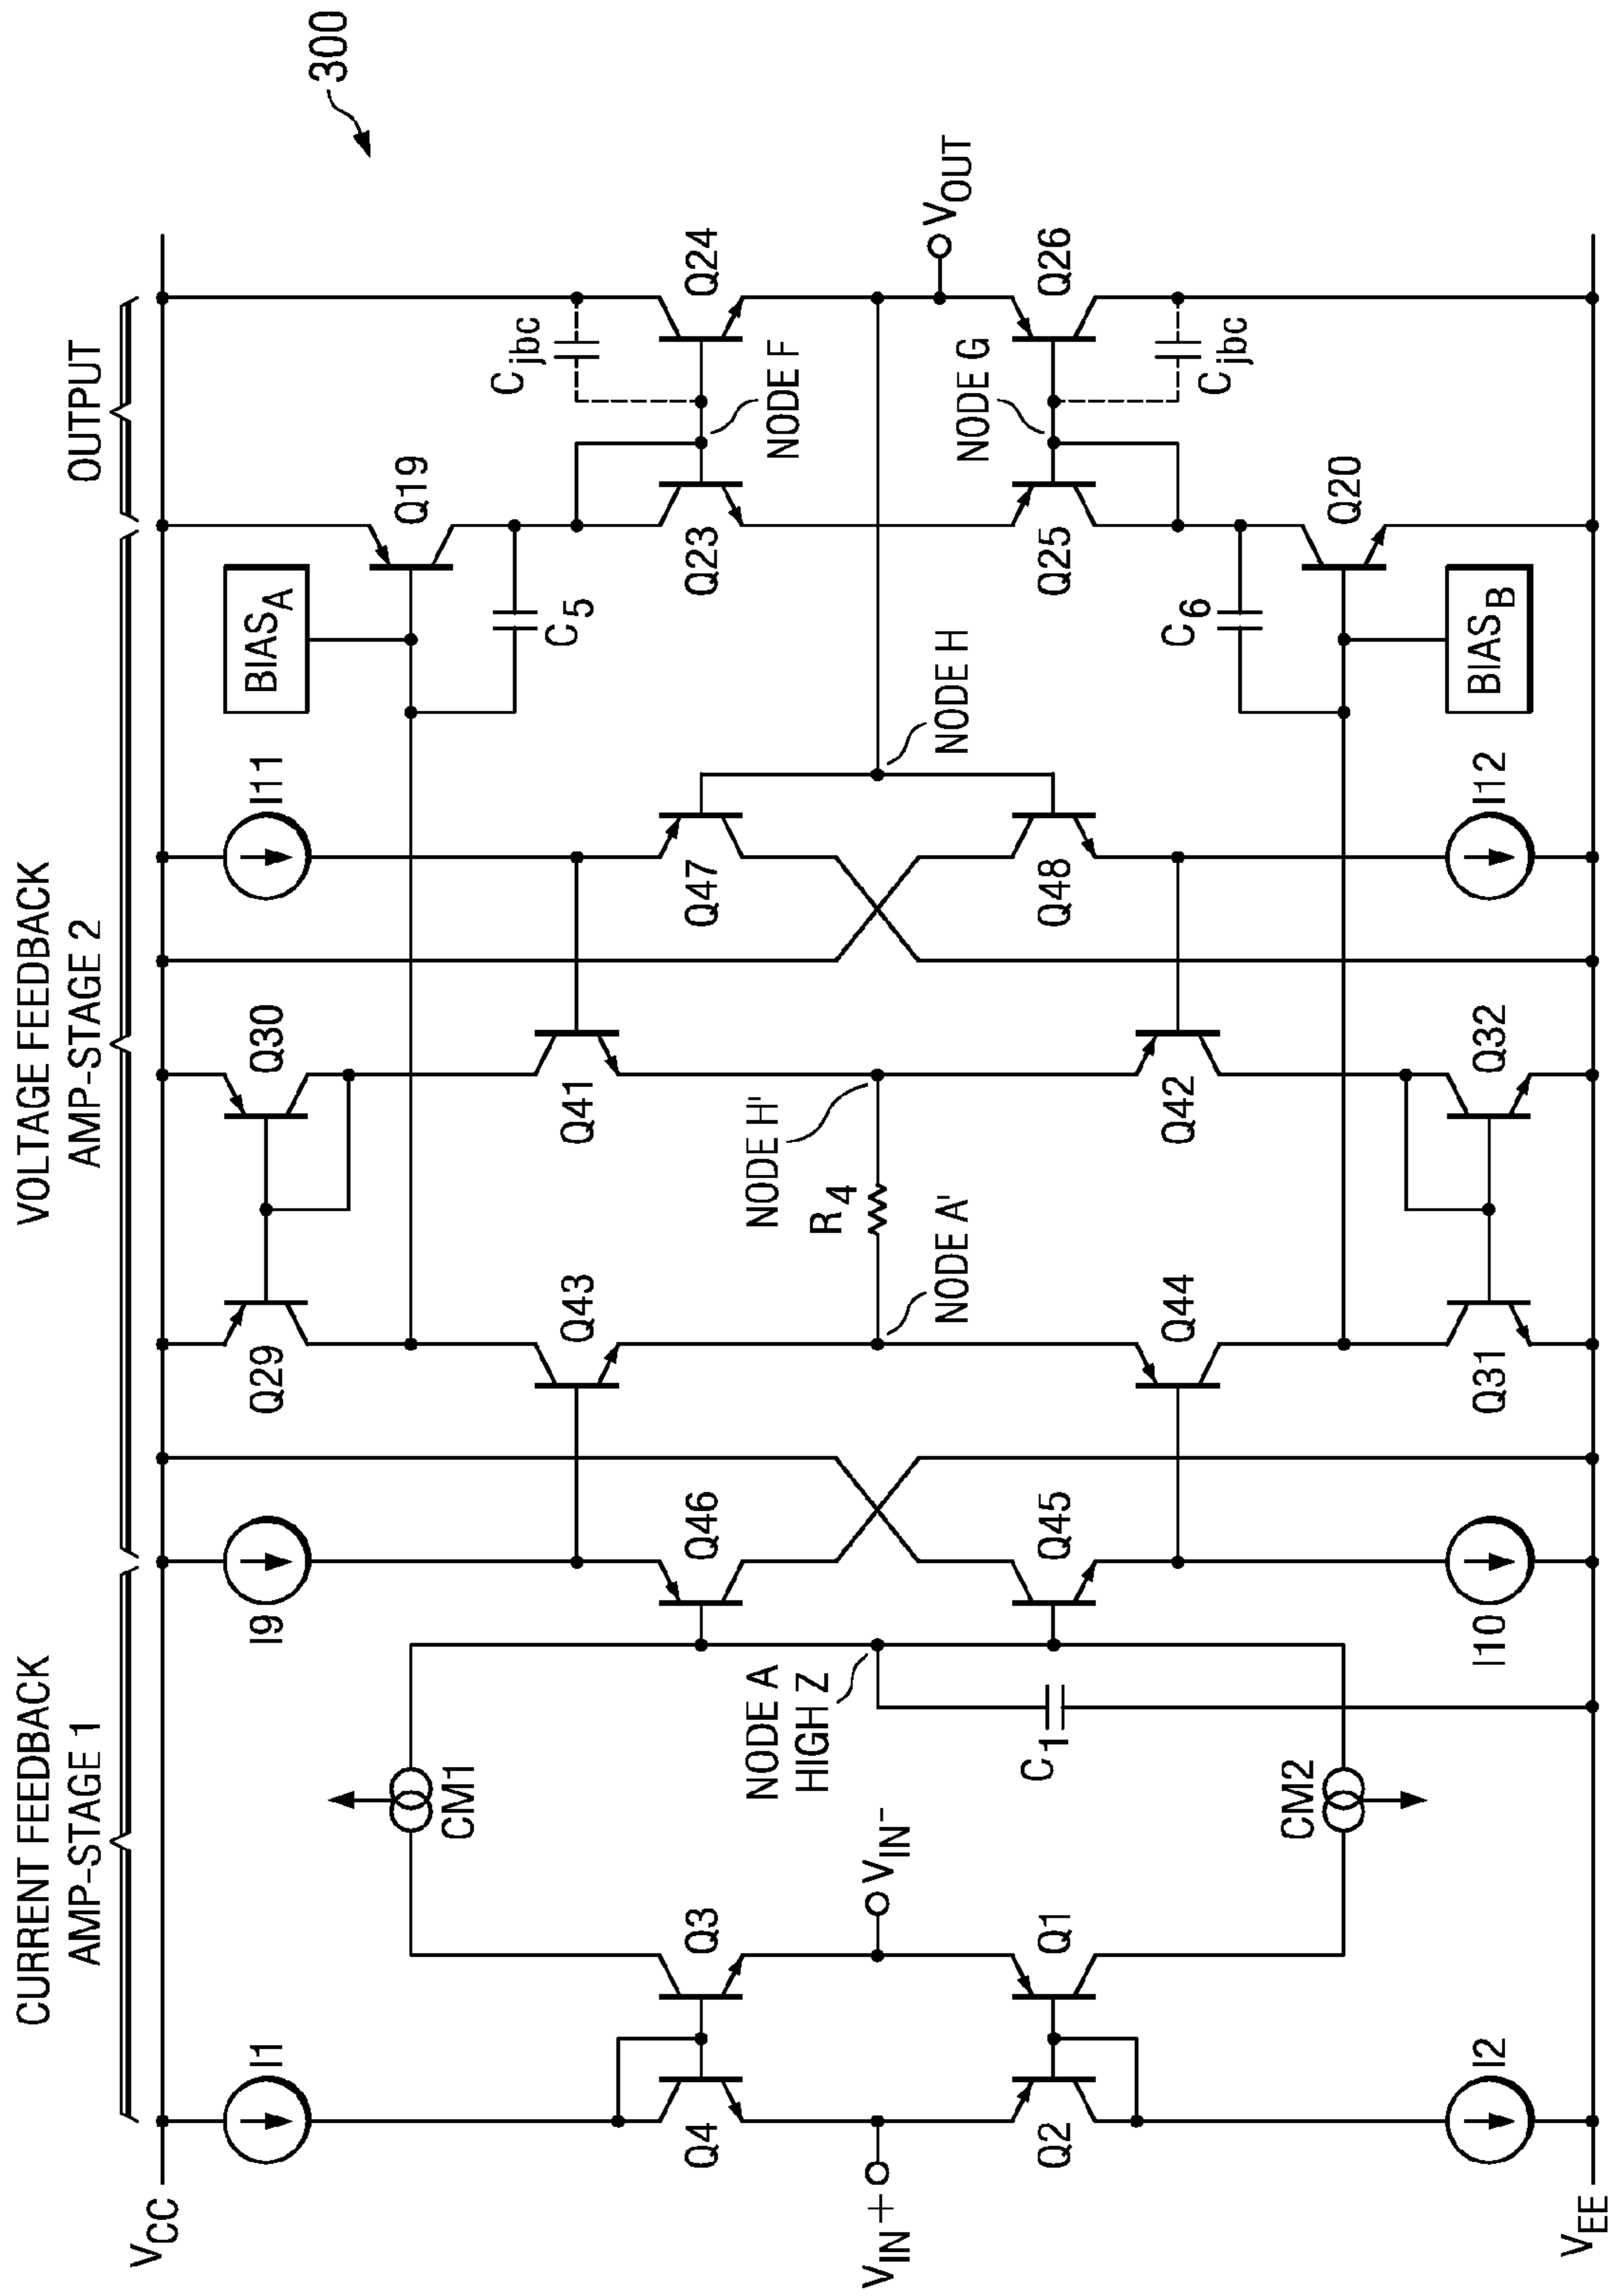 300
CURRENT FEEDBACK
AMP-STAGE 1
VOLTAGE FEEDBACK
AMP-STAGE 2
OUTPUT
VCC
I1
I9
Q29
Q30
I11
BIASA
Q19
CM1
Q43
Q41
C5
Cjbc
Q4
Q3
Q46
Q47
Q23
Q24
NODE F
VIN+
VIN-
NODE A
HIGH Z
NODE A'
R4
NODE H'
NODE H
VOUT
Q2
Q1
C1
Q45
Q48
Q25
Q26
NODE G
CM2
Q44
Q42
C6
Cjbc
Q20
I2
I10
Q31
Q32
I12
BIASB
VEE